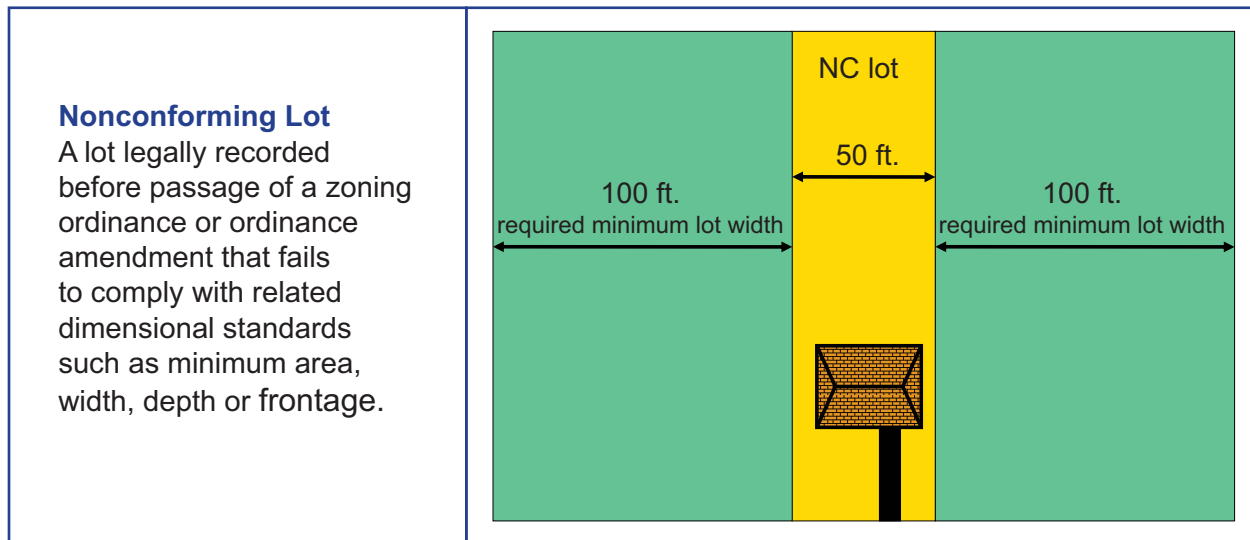 Nonconforming Lot
A lot legally recorded
before passage of a zoning
ordinance or ordinance
amendment that fails
to comply with related
dimensional standards
such as minimum area,
width, depth or frontage.
NC lot
50 ft.
100 ft.
required minimum lot width
100 ft.
required minimum lot width